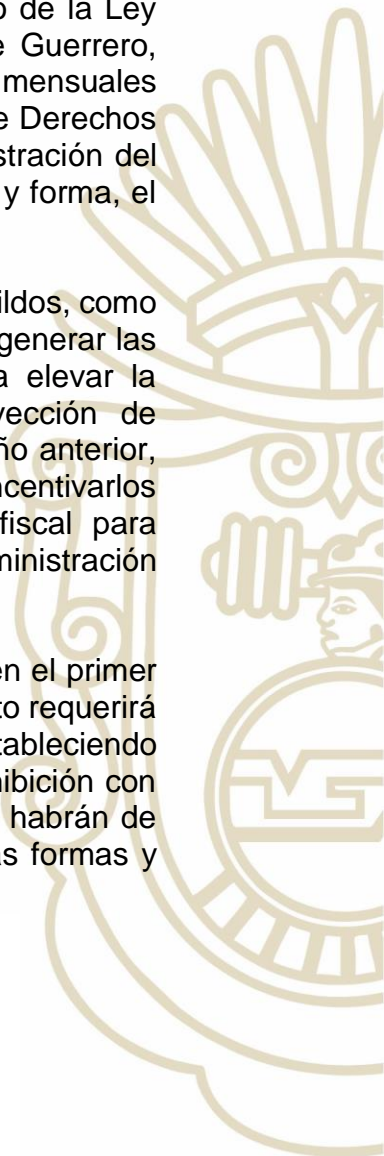 o de la Ley
e Guerrero,
mensuales
e Derechos
stración del
y forma, el
ildos, como
generar las
a elevar la
yección de
ño anterior,
ncentivarlos
fiscal para
ministración
en el primer
to requerirá
tableciendo
hibición con
habrán de
as formas y